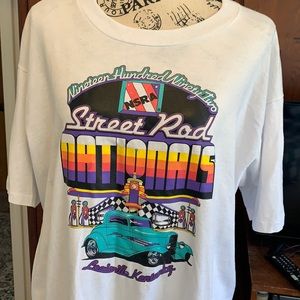 Nineteen Hundred Ninety Two
NSRA
Street Rod
NATIONALS
Louisville, Kentucky